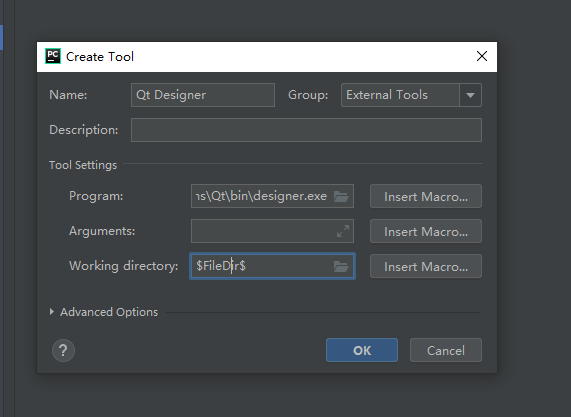 PC Create Tool
Name: Qt Designer Group: External Tools
Description:
Tool Settings
Program: ns\Qt\bin\designer.exe Insert Macro...
Arguments: Insert Macro...
Working directory: $FileDir$ Insert Macro...
Advanced Options
? OK Cancel